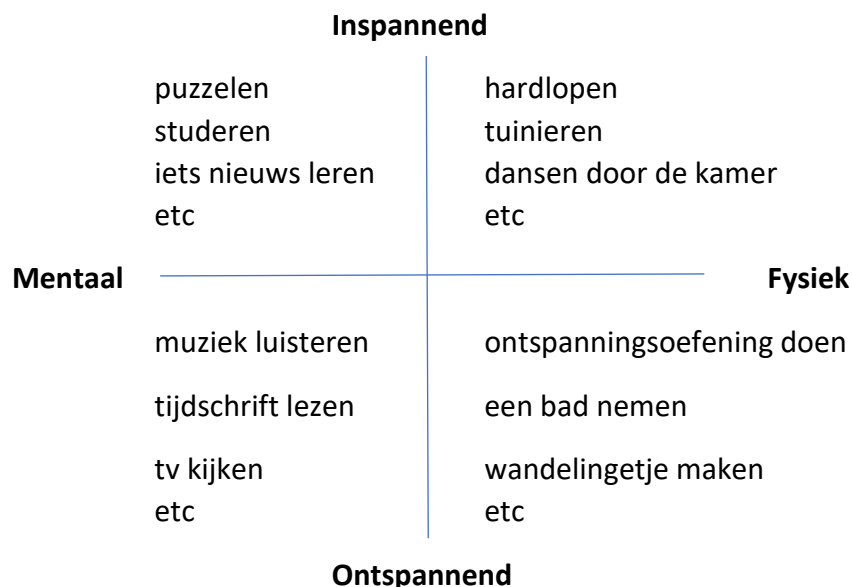 Inspannend
puzzelen
studeren
iets nieuws leren
etc
hardlopen
tuinieren
dansen door de kamer
etc
Mentaal
Fysiek
muziek luisteren
tijdschrift lezen
tv kijken
etc
ontspanningsoefening doen
een bad nemen
wandelingetje maken
etc
Ontspannend